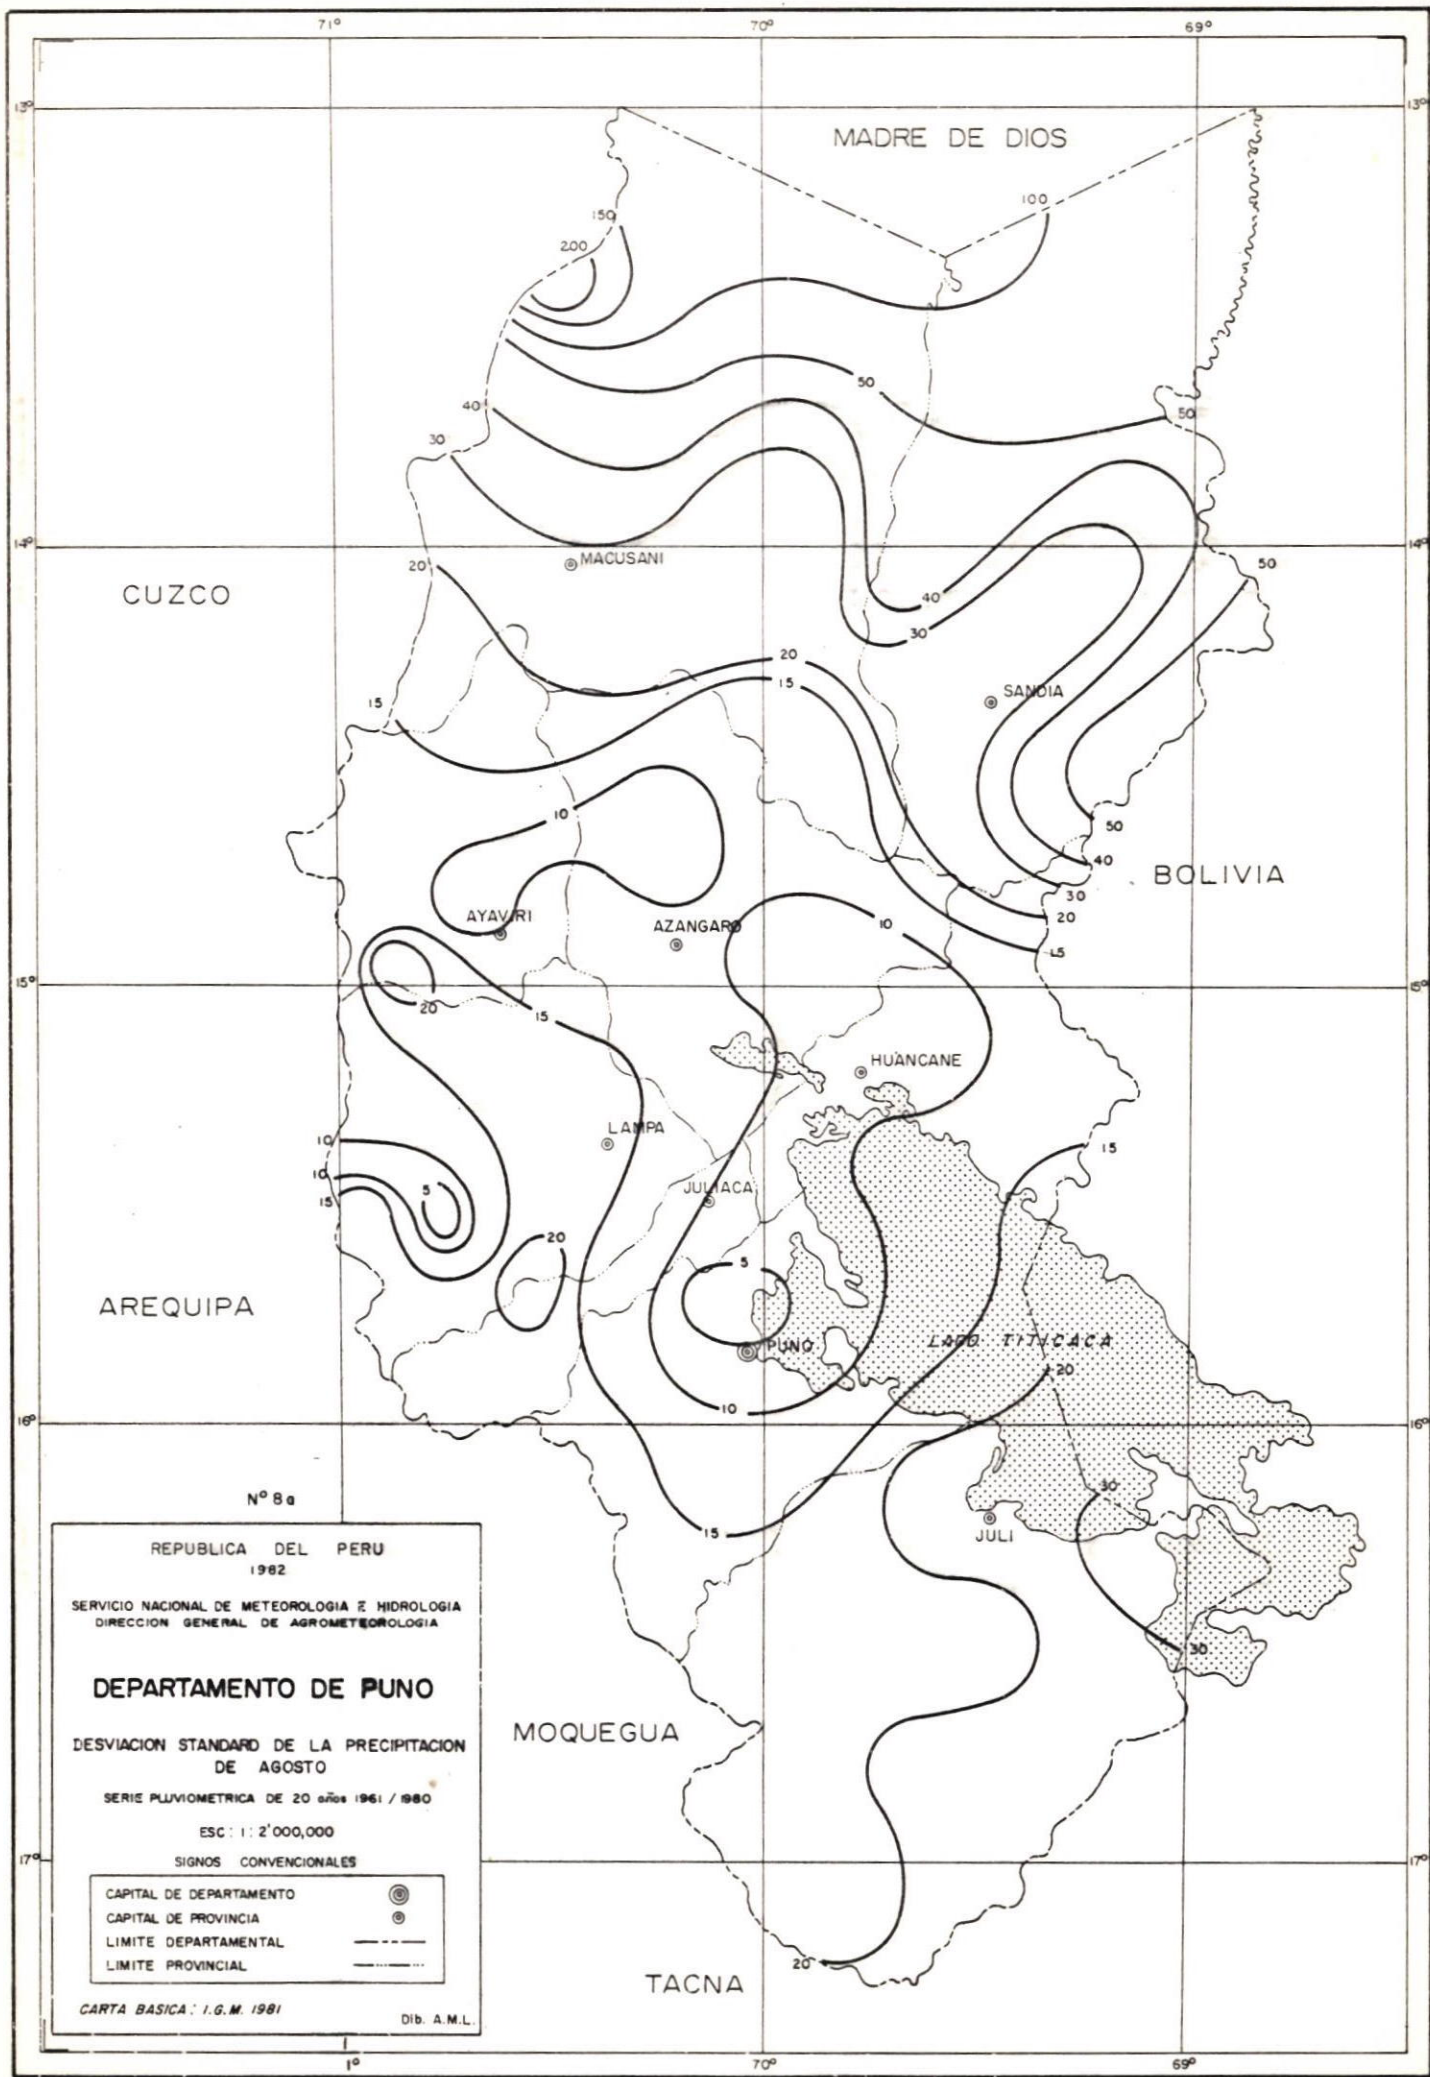 71°
70°
69°
13°
13°
MADRE DE DIOS
100
150
200
50
50
40
30
14°
14°
MACUSANI
20
CUZCO
50
40
30
20
15
SANDIA
15
10
50
40
BOLIVIA
30
AYAVIRI
AZANGARO
10
20
15
15°
15°
20
15
HUANCANE
LAMPA
10
15
10
5
15
JULIACA
20
5
AREQUIPA
PUNO
LAGO TITICACA
20
10
16°
16°
30
15
JULI
30
N° 8a
REPUBLICA DEL PERU
1982
SERVICIO NACIONAL DE METEOROLOGIA E HIDROLOGIA
DIRECCION GENERAL DE AGROMETEOROLOGIA
DEPARTAMENTO DE PUNO
DESVIACION STANDARD DE LA PRECIPITACION
DE AGOSTO
SERIE PLUVIOMETRICA DE 20 años 1961 / 1980
ESC: 1: 2'000,000
SIGNOS CONVENCIONALES
CAPITAL DE DEPARTAMENTO
CAPITAL DE PROVINCIA
LIMITE DEPARTAMENTAL
LIMITE PROVINCIAL
CARTA BASICA: I.G.M. 1981
Dib. A.M.L.
MOQUEGUA
17°
17°
20
TACNA
1°
70°
69°